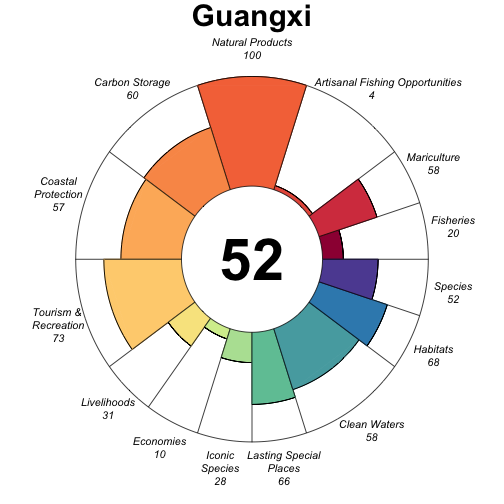 Guangxi
Natural Products
100
Artisanal Fishing Opportunities
4
Mariculture
58
Fisheries
20
Species
52
Habitats
68
Clean Waters
58
Lasting Special
Places
66
Iconic
Species
28
Economies
10
Livelihoods
31
Tourism &
Recreation
73
Coastal
Protection
57
Carbon Storage
60
52